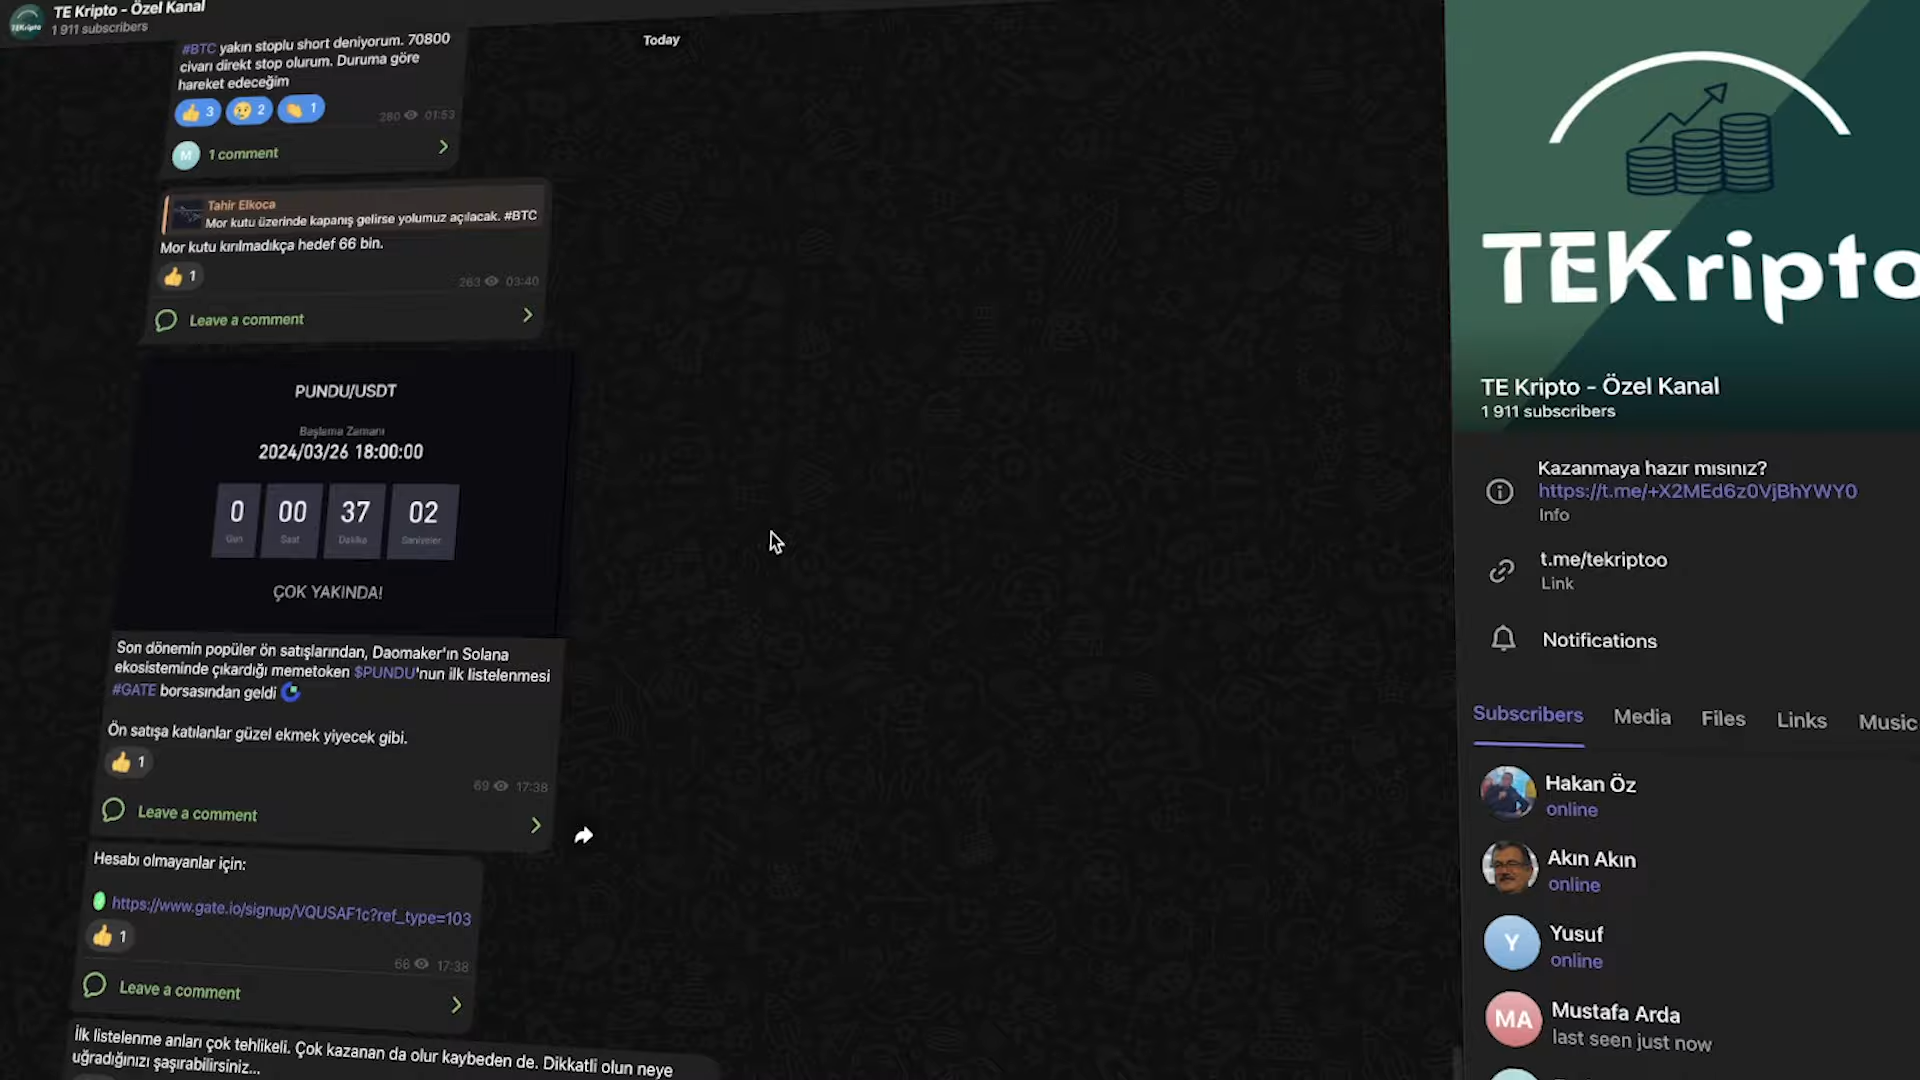 TE Kripto - Özel Kanal
1 911 subscribers
Today
#BTC yakın stoplu short deniyorum. 70800
civarı direkt stop olurum. Duruma göre
hareket edeceğim
3
2
1
280 01:53
M
1 comment
Tahir Elkoca
Mor kutu üzerinde kapanış gelirse yolumuz açılacak. #BTC
Mor kutu kırılmadıkça hedef 66 bin.
1
263 03:40
Leave a comment
PUNDU/USDT
Başlama Zamanı
2024/03/26 18:00:00
0 00 37 02
Gün Saat Dakika Saniyeler
ÇOK YAKINDA!
Son dönemin popüler ön satışlarından, Daomaker'ın Solana
ekosisteminde çıkardığı memetoken $PUNDU'nun ilk listelenmesi
#GATE borsasından geldi
Ön satışa katılanlar güzel ekmek yiyecek gibi.
1
69 17:38
Leave a comment
Hesabı olmayanlar için:
https://www.gate.io/signup/VQUSAF1c?ref_type=103
1
66 17:38
Leave a comment
İlk listelenme anları çok tehlikeli. Çok kazanan da olur kaybeden de. Dikkatli olun neye
uğradığınızı şaşırabilirsiniz...
TEKripto
TE Kripto - Özel Kanal
1 911 subscribers
Kazanmaya hazır mısınız?
https://t.me/+X2MEd6z0VjBhYWY0
Info
t.me/tekriptoo
Link
Notifications
Subscribers Media Files Links Music
Hakan Öz
online
Akın Akın
online
Y
Yusuf
online
MA
Mustafa Arda
last seen just now